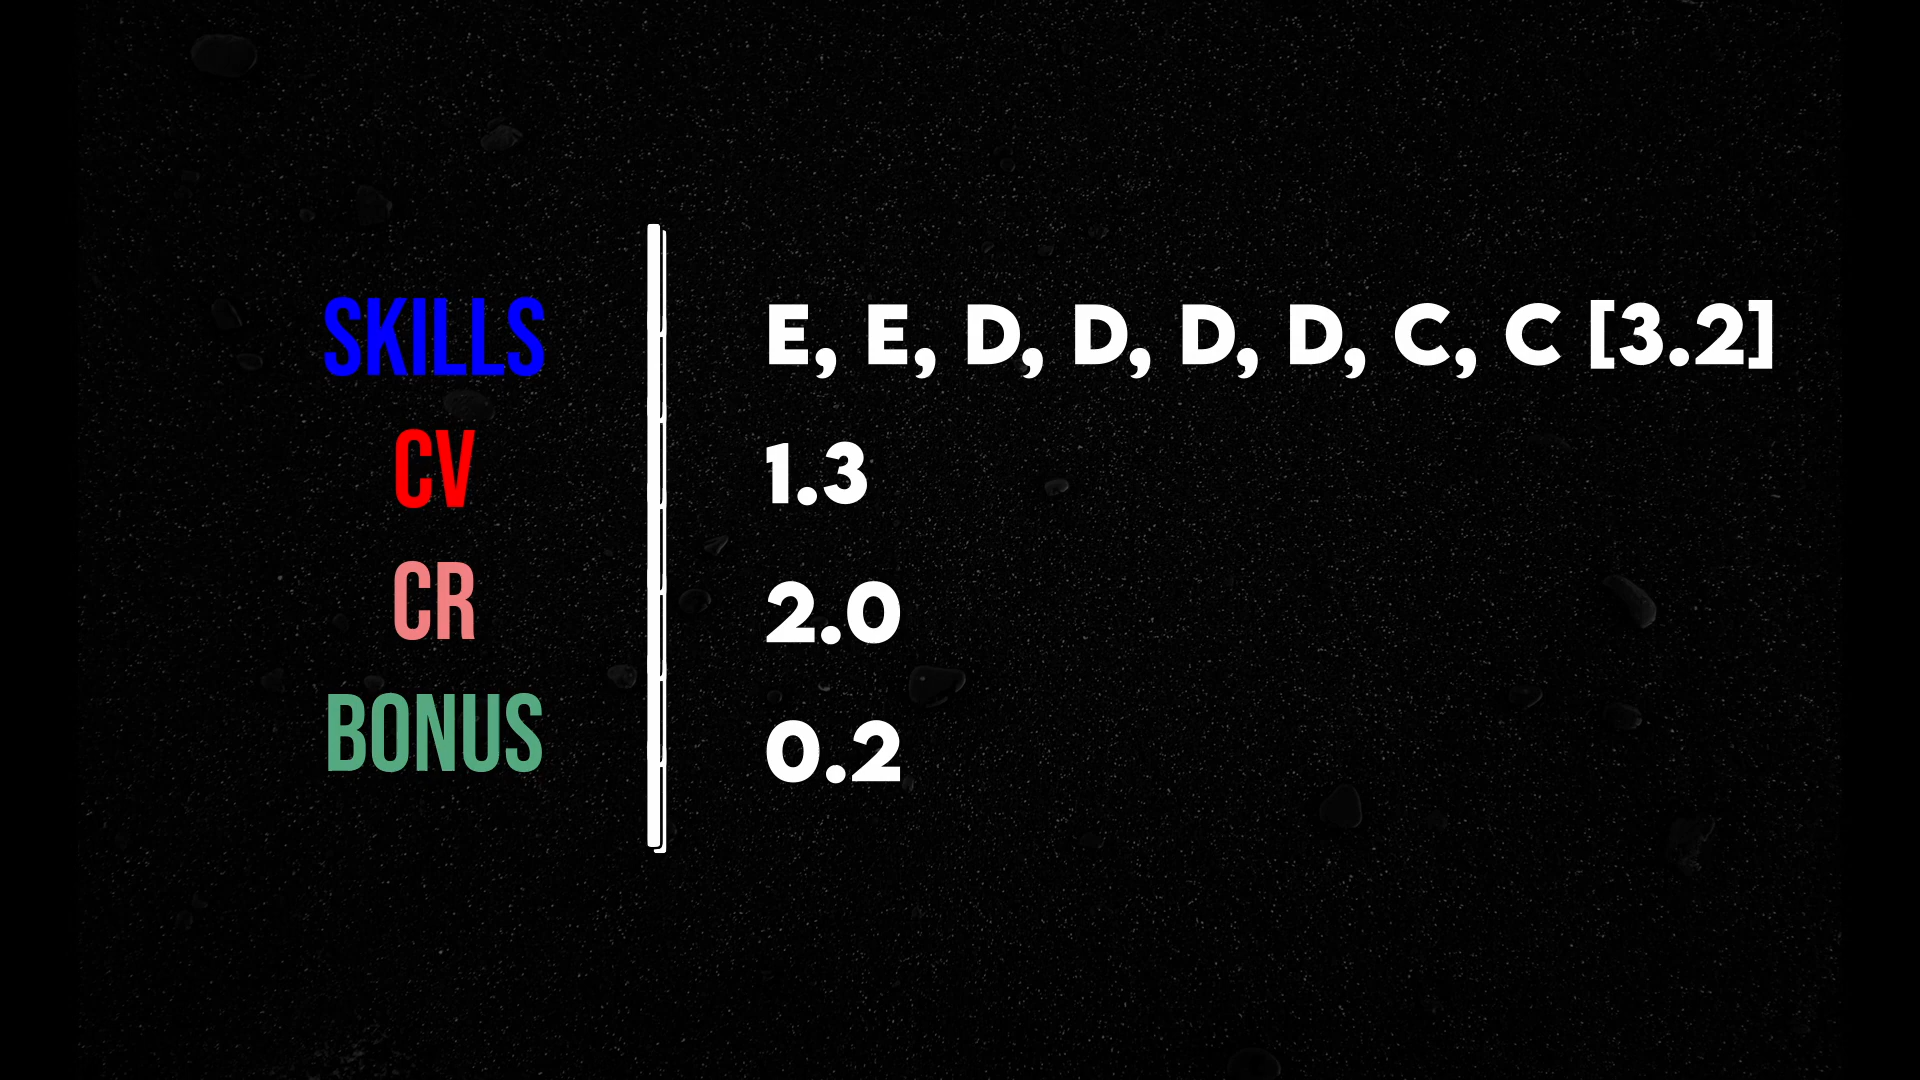 SKILLS E, E, D, D, D, D, C, C [3.2]
CV 1.3
CR 2.0
BONUS 0.2